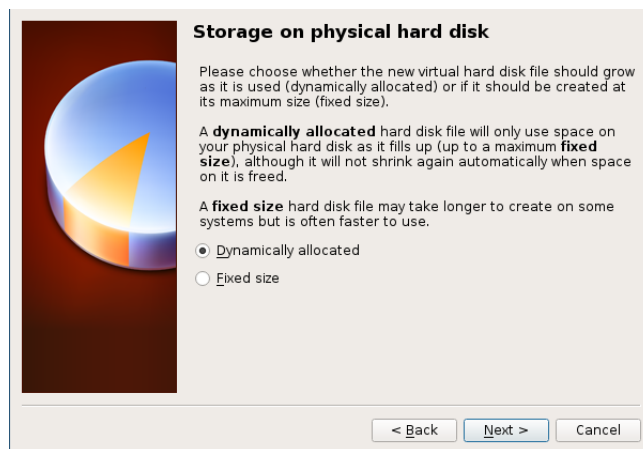 Storage on physical hard disk
Please choose whether the new virtual hard disk file should grow
as it is used (dynamically allocated) or if it should be created at
its maximum size (fixed size).
A dynamically allocated hard disk file will only use space on
your physical hard disk as it fills up (up to a maximum fixed
size), although it will not shrink again automatically when space
on it is freed.
A fixed size hard disk file may take longer to create on some
systems but is often faster to use.
Dynamically allocated
Fixed size
< Back
Next >
Cancel